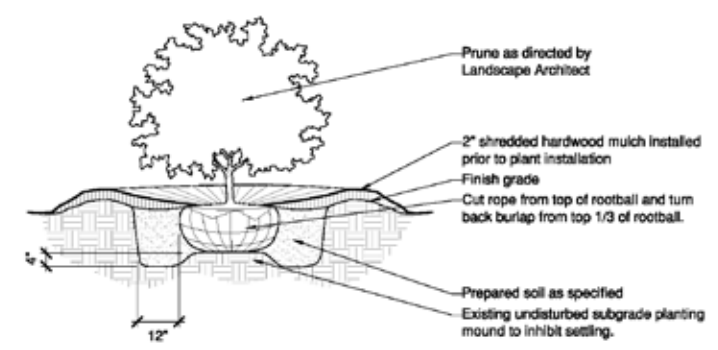 Prune as directed by
Landscape Architect
2" shredded hardwood mulch installed
prior to plant installation
Finish grade
Cut rope from top of rootball and turn
back burlap from top 1/3 of rootball.
4"
Prepared soil as specified
Existing undisturbed subgrade planting
mound to inhibit settling.
12"